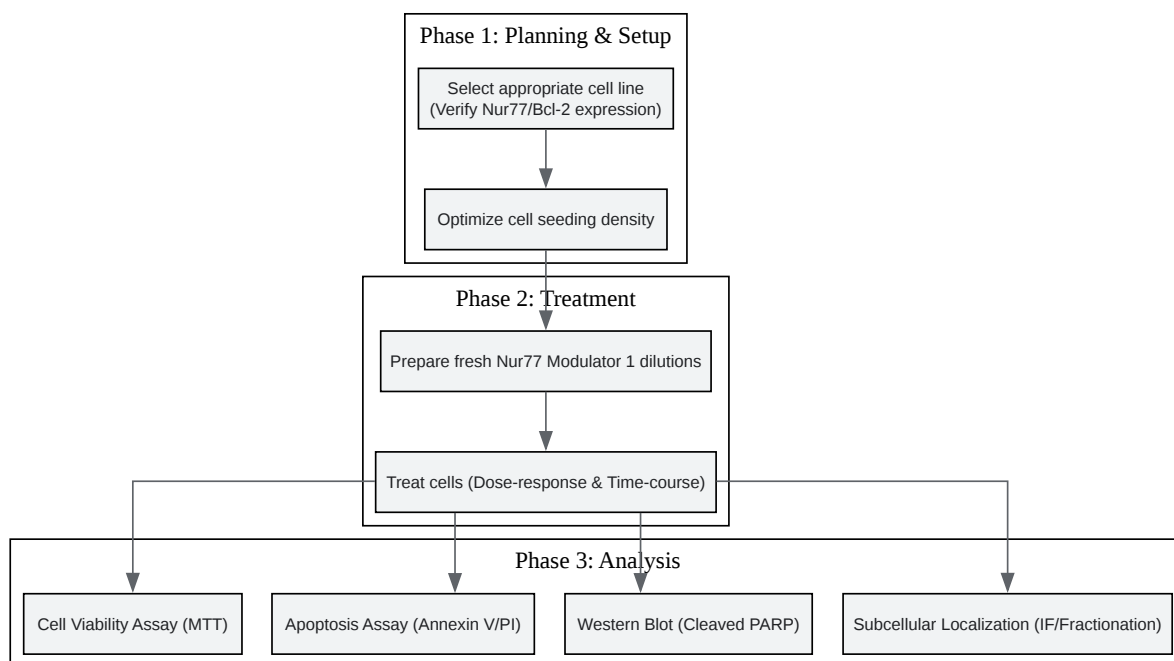 Phase 1: Planning & Setup
Select appropriate cell line
(Verify Nur77/Bcl-2 expression)
Optimize cell seeding density
Phase 2: Treatment
Prepare fresh Nur77 Modulator 1 dilutions
Treat cells (Dose-response & Time-course)
Phase 3: Analysis
Cell Viability Assay (MTT)
Apoptosis Assay (Annexin V/PI)
Western Blot (Cleaved PARP)
Subcellular Localization (IF/Fractionation)